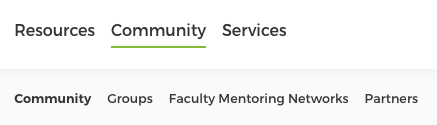 Resources Community Services
Community Groups Faculty Mentoring Networks Partners